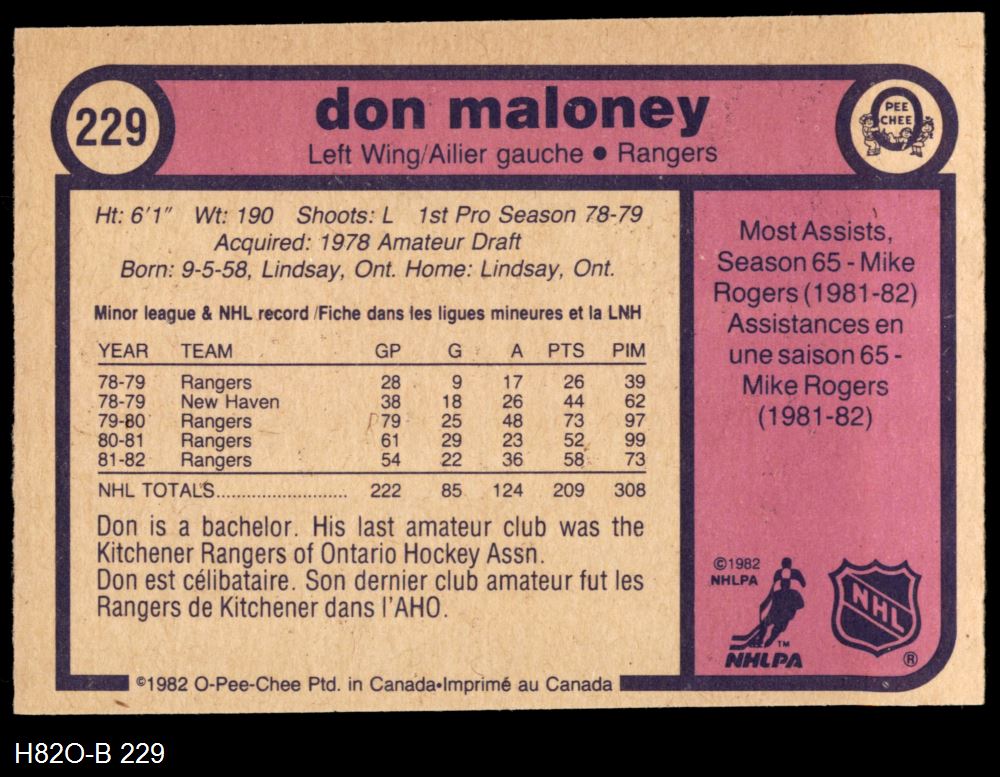 229
don maloney
PEE
CHEE
Left Wing/Ailier gauche • Rangers
Ht: 6'1" Wt: 190 Shoots: L 1st Pro Season 78-79
Acquired: 1978 Amateur Draft
Born: 9-5-58, Lindsay, Ont. Home: Lindsay, Ont.
Minor league & NHL record /Fiche dans les ligues mineures et la LNH
YEAR TEAM GP G A PTS PIM
78-79 Rangers 28 9 17 26 39
78-79 New Haven 38 18 26 44 62
79-80 Rangers 79 25 48 73 97
80-81 Rangers 61 29 23 52 99
81-82 Rangers 54 22 36 58 73
NHL TOTALS........................... 222 85 124 209 308
Don is a bachelor. His last amateur club was the
Kitchener Rangers of Ontario Hockey Assn.
Don est célibataire. Son dernier club amateur fut les
Rangers de Kitchener dans l'AHO.
Most Assists,
Season 65 - Mike
Rogers (1981-82)
Assistances en
une saison 65 -
Mike Rogers
(1981-82)
©1982
NHLPA
TM
NHLPA
NHL
®
©1982 O-Pee-Chee Ptd. in Canada•Imprimé au Canada
H82O-B 229